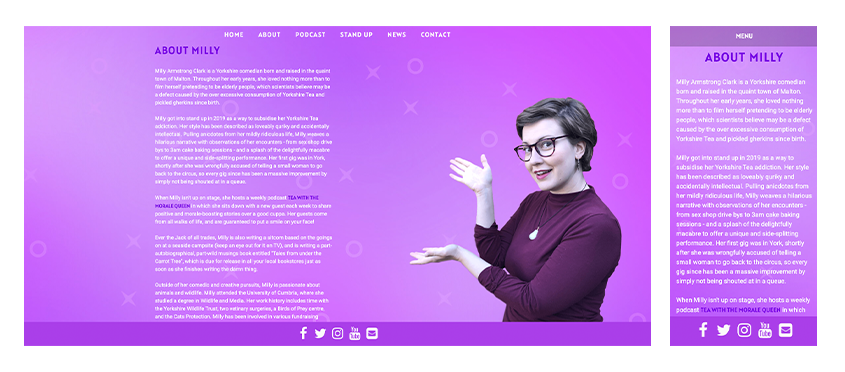 HOME ABOUT PODCAST STAND UP NEWS CONTACT
ABOUT MILLY
Milly Armstrong Clark is a Yorkshire comedian born and raised in the quaint
town of Malton. Throughout her early years, she loved nothing more than to
film herself pretending to be elderly people, which scientists believe may be
a defect caused by the over excessive consumption of Yorkshire Tea and
pickled gherkins since birth.
Milly got into stand up in 2019 as a way to subsidise her Yorkshire Tea
addiction. Her style has been described as loveably quirky and accidentally
intellectual. Pulling anecdotes from her mildly ridiculous life, Milly weaves a
hilarious narrative with observations of her encounters - from sex shop drive
bys to 3am cake baking sessions - and a splash of the delightfully macabre
to offer a unique and side-splitting performance. Her first gig was in York,
shortly after she was wrongfully accused of telling a small women to go
back to the circus, so every gig since has been a massive improvement by
simply not being shouted at in a queue.
When Milly isn't up on stage, she hosts a weekly podcast TEA WITH THE
MORALE QUEEN in which she sits down with a new guest each week to share
positive and morale-boosting stories over a good cuppa. Her guests come
from all walks of life, and are guaranteed to put a smile on your face!
Ever the Jack of all trades, Milly is also writing a sitcom based on the goings
on at a seaside campsite (keep an eye out for it on TV), and is writing a part-
autobiographical, part-wild musings book entitled 'Tales from under the
Carrot Tree', which is due for release in all your local bookstores just as
soon as she finishes writing the damn thing.
Outside of her comedic and creative pursuits, Milly is passionate about
animals and wildlife. Milly attended the University of Cumbria, where she
studied a degree in Wildlife and Media. Her work history includes time with
the Yorkshire Wildlife Trust, two veterinary surgeries, a Birds of Prey centre,
and the Cats Protection. Milly has been involved in various fundraising
You
Tube
MENU
ABOUT MILLY
Milly Armstrong Clark is a Yorkshire comedian
born and raised in the quaint town of Malton.
Throughout her early years, she loved nothing
more than to film herself pretending to be elderly
people, which scientists believe may be a defect
caused by the over excessive consumption of
Yorkshire Tea and pickled gherkins since birth.
Milly got into stand up in 2019 as a way to
subsidise her Yorkshire Tea addiction. Her style
has been described as loveably quirky and
accidentally intellectual. Pulling anecdotes from
her mildly ridiculous life, Milly weaves a hilarious
narrative with observations of her encounters -
from sex shop drive bys to 3am cake baking
sessions - and a splash of the delightfully
macabre to offer a unique and side-splitting
performance. Her first gig was in York, shortly
after she was wrongfully accused of telling a
small woman to go back to the circus, so every
gig since has been a massive improvement by
simply not being shouted at in a queue.
When Milly isn't up on stage, she hosts a weekly
podcast TEA WITH THE MORALE QUEEN in which
You
Tube